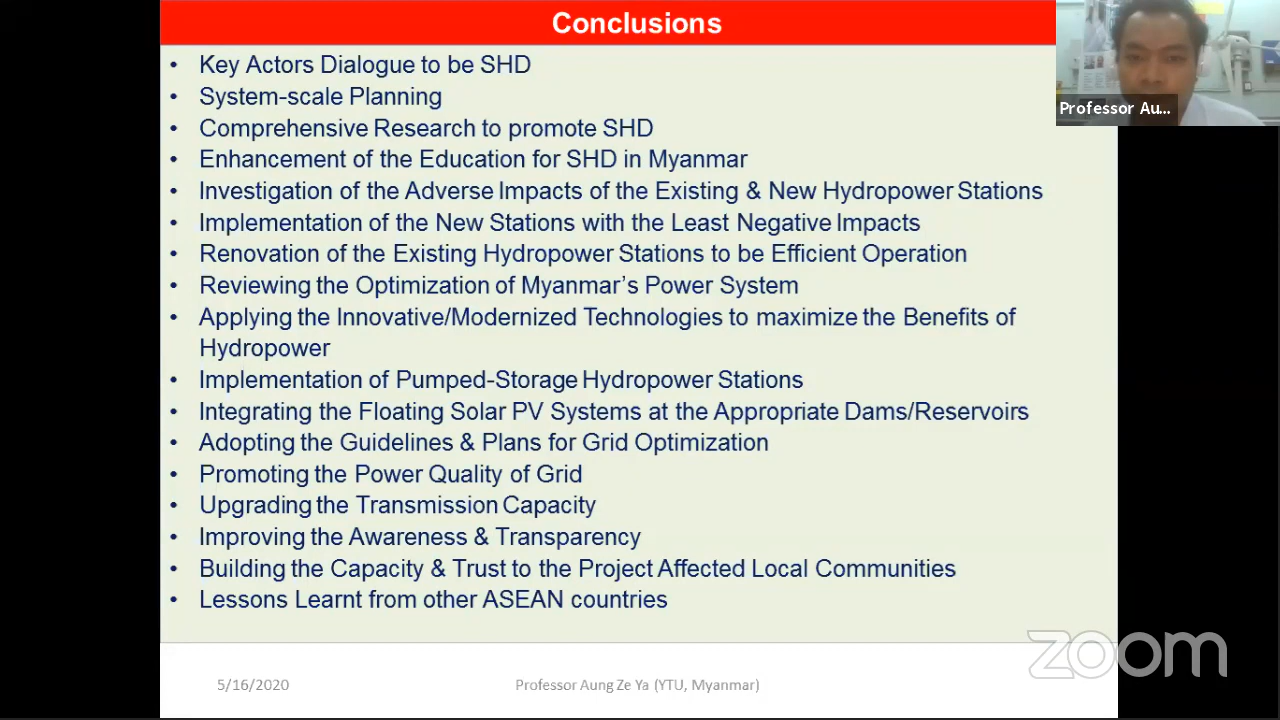 Conclusions
Professor Au...
• Key Actors Dialogue to be SHD
• System-scale Planning
• Comprehensive Research to promote SHD
• Enhancement of the Education for SHD in Myanmar
• Investigation of the Adverse Impacts of the Existing & New Hydropower Stations
• Implementation of the New Stations with the Least Negative Impacts
• Renovation of the Existing Hydropower Stations to be Efficient Operation
• Reviewing the Optimization of Myanmar’s Power System
• Applying the Innovative/Modernized Technologies to maximize the Benefits of
Hydropower
• Implementation of Pumped-Storage Hydropower Stations
• Integrating the Floating Solar PV Systems at the Appropriate Dams/Reservoirs
• Adopting the Guidelines & Plans for Grid Optimization
• Promoting the Power Quality of Grid
• Upgrading the Transmission Capacity
• Improving the Awareness & Transparency
• Building the Capacity & Trust to the Project Affected Local Communities
• Lessons Learnt from other ASEAN countries
zoom
5/16/2020
Professor Aung Ze Ya (YTU, Myanmar)